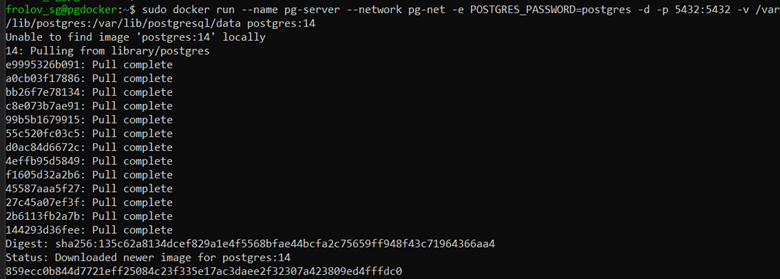 frolov_sg@pgdocker:~$ sudo docker run --name pg-server --network pg-net -e POSTGRES_PASSWORD=postgres -d -p 5432:5432 -v /var
/lib/postgres:/var/lib/postgresql/data postgres:14
Unable to find image 'postgres:14' locally
14: Pulling from library/postgres
e9995326b091: Pull complete
a0cb03f17886: Pull complete
bb26f7e78134: Pull complete
c8e073b7ae91: Pull complete
99b5b1679915: Pull complete
55c520fc03c5: Pull complete
d0ac84d6672c: Pull complete
4effb95d5849: Pull complete
f1605d32a2b6: Pull complete
45587aaa5f27: Pull complete
27c45a07ef3f: Pull complete
2b6113fb2a7b: Pull complete
144293d36fee: Pull complete
Digest: sha256:135c62a8134dcef829a1e4f5568bfae44bcfa2c75659ff948f43c71964366aa4
Status: Downloaded newer image for postgres:14
859ecc0b844d7721eff25084c23f335e17ac3daee2f32307a423809ed4fffdc0